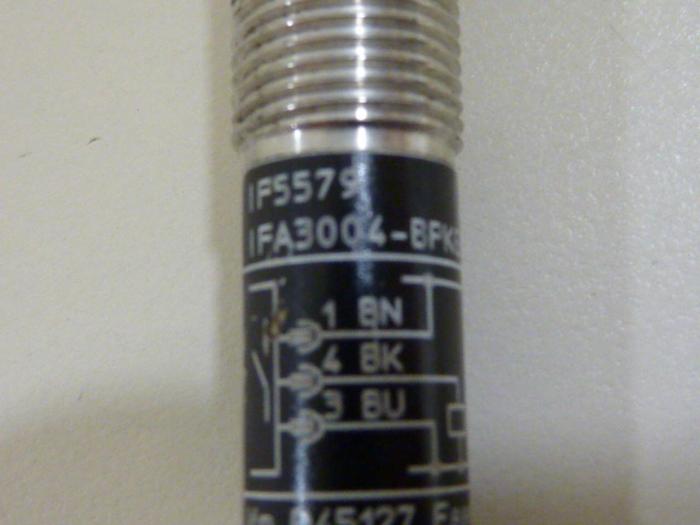 IF5579
IFA3004-BPK
1 BN
4 BK
3 BU